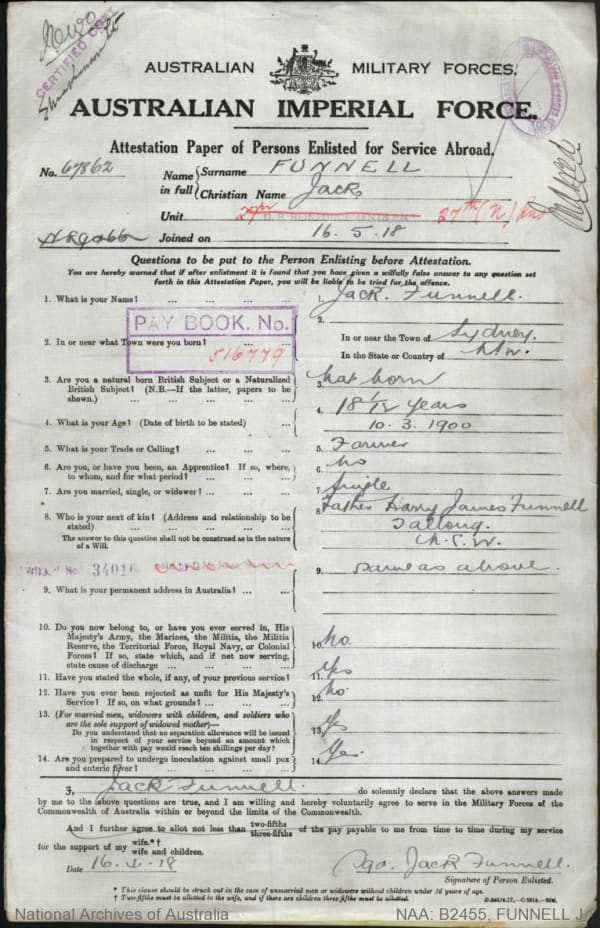 CERTIFIED COPY
AUSTRALIAN MILITARY FORCES.
AUSTRALIAN IMPERIAL FORCE.
Attestation Paper of Persons Enlisted for Service Abroad.
No. 67862 Name in full Surname FUNNELL
Christian Name Jack
Unit
Joined on 16.5.18
Questions to be put to the Person Enlisting before Attestation.
You are hereby warned that if after enlistment it is found that you have given a wilfully false answer to any question set
forth in this Attestation Paper, you will be liable to be tried for the offence.
1. What is your Name? ... ... ... 1. Jack. Funnell.
PAY BOOK. No.
516779
2. In or near what Town were you born? ... ... 2. In or near the Town of Sydney.
In the State or Country of N.S.W.
3. Are you a natural born British Subject or a Naturalized
British Subject? (N.B.—If the latter, papers to be
shown.) ... ... ... 3. Nat born
4. What is your Age? (Date of birth to be stated) ... 4. 18 1/12 years
10.3.1900
5. What is your Trade or Calling? ... ... ... 5. Farmer
6. Are you, or have you been, an Apprentice? If so, where,
to whom, and for what period? ... ... ... 6. No
7. Are you married, single, or widower? ... ... ... 7. Single
8. Who is your next of kin? (Address and relationship to be
stated) ... ... ... 8. Father Harry James Funnell
Tallong.
N.S.W.
The answer to this question shall not be construed as in the nature
of a Will.
WILL No. 34016
9. What is your permanent address in Australia? ... ... 9. Same as above.
10. Do you now belong to, or have you ever served in, His
Majesty's Army, the Marines, the Militia, the Militia
Reserve, the Territorial Force, Royal Navy, or Colonial
Forces? If so, state which, and if not now serving,
state cause of discharge ... ... ... 10. No.
11. Have you stated the whole, if any, of your previous service? 11. Yes
12. Have you ever been rejected as unfit for His Majesty's
Service? If so, on what grounds? ... ... 12. No.
13. (For married men, widowers with children, and soldiers who
are the sole support of widowed mother)—
Do you understand that no separation allowance will be issued
in respect of your service beyond an amount which
together with pay would reach ten shillings per day? 13. Yes
14. Are you prepared to undergo inoculation against small pox
and enteric fever? ... ... ... 14. Yes.
I, Jack Funnell. do solemnly declare that the above answers made
by me to the above questions are true, and I am willing and hereby voluntarily agree to serve in the Military Forces of the
Commonwealth of Australia within or beyond the limits of the Commonwealth.
And I further agree to allot not less than two-fifths three-fifths of the pay payable to me from time to time during my service
for the support of my wife.*† wife and children.
Date 16.4.18 Sgd. Jack Funnell.
Signature of Person Enlisted.
* This clause should be struck out in the case of unmarried men or widowers without children under 16 years of age.
† Two-fifths must be allotted to the wife, and if there are children three-fifths must be allotted.
National Archives of Australia
NAA: B2455, FUNNELL J